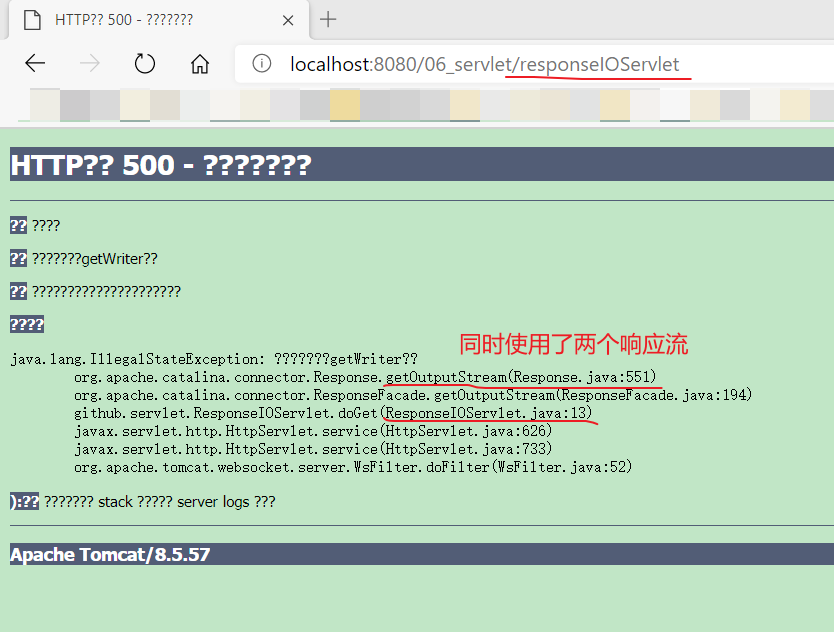 HTTP?? 500 - ???????
localhost:8080/06_servlet/responseIOServlet
HTTP?? 500 - ???????
?? ????
?? ???????getWriter??
?? ?????????????????????
????
同时使用了两个响应流
java.lang.IllegalStateException: ???????getWriter??
org.apache.catalina.connector.Response.getOutputStream(Response.java:551)
org.apache.catalina.connector.ResponseFacade.getOutputStream(ResponseFacade.java:194)
github.servlet.ResponseIOServlet.doGet(ResponseIOServlet.java:13)
javax.servlet.http.HttpServlet.service(HttpServlet.java:626)
javax.servlet.http.HttpServlet.service(HttpServlet.java:733)
org.apache.tomcat.websocket.server.WsFilter.doFilter(WsFilter.java:52)
):?? ??????? stack ????? server logs ???
Apache Tomcat/8.5.57